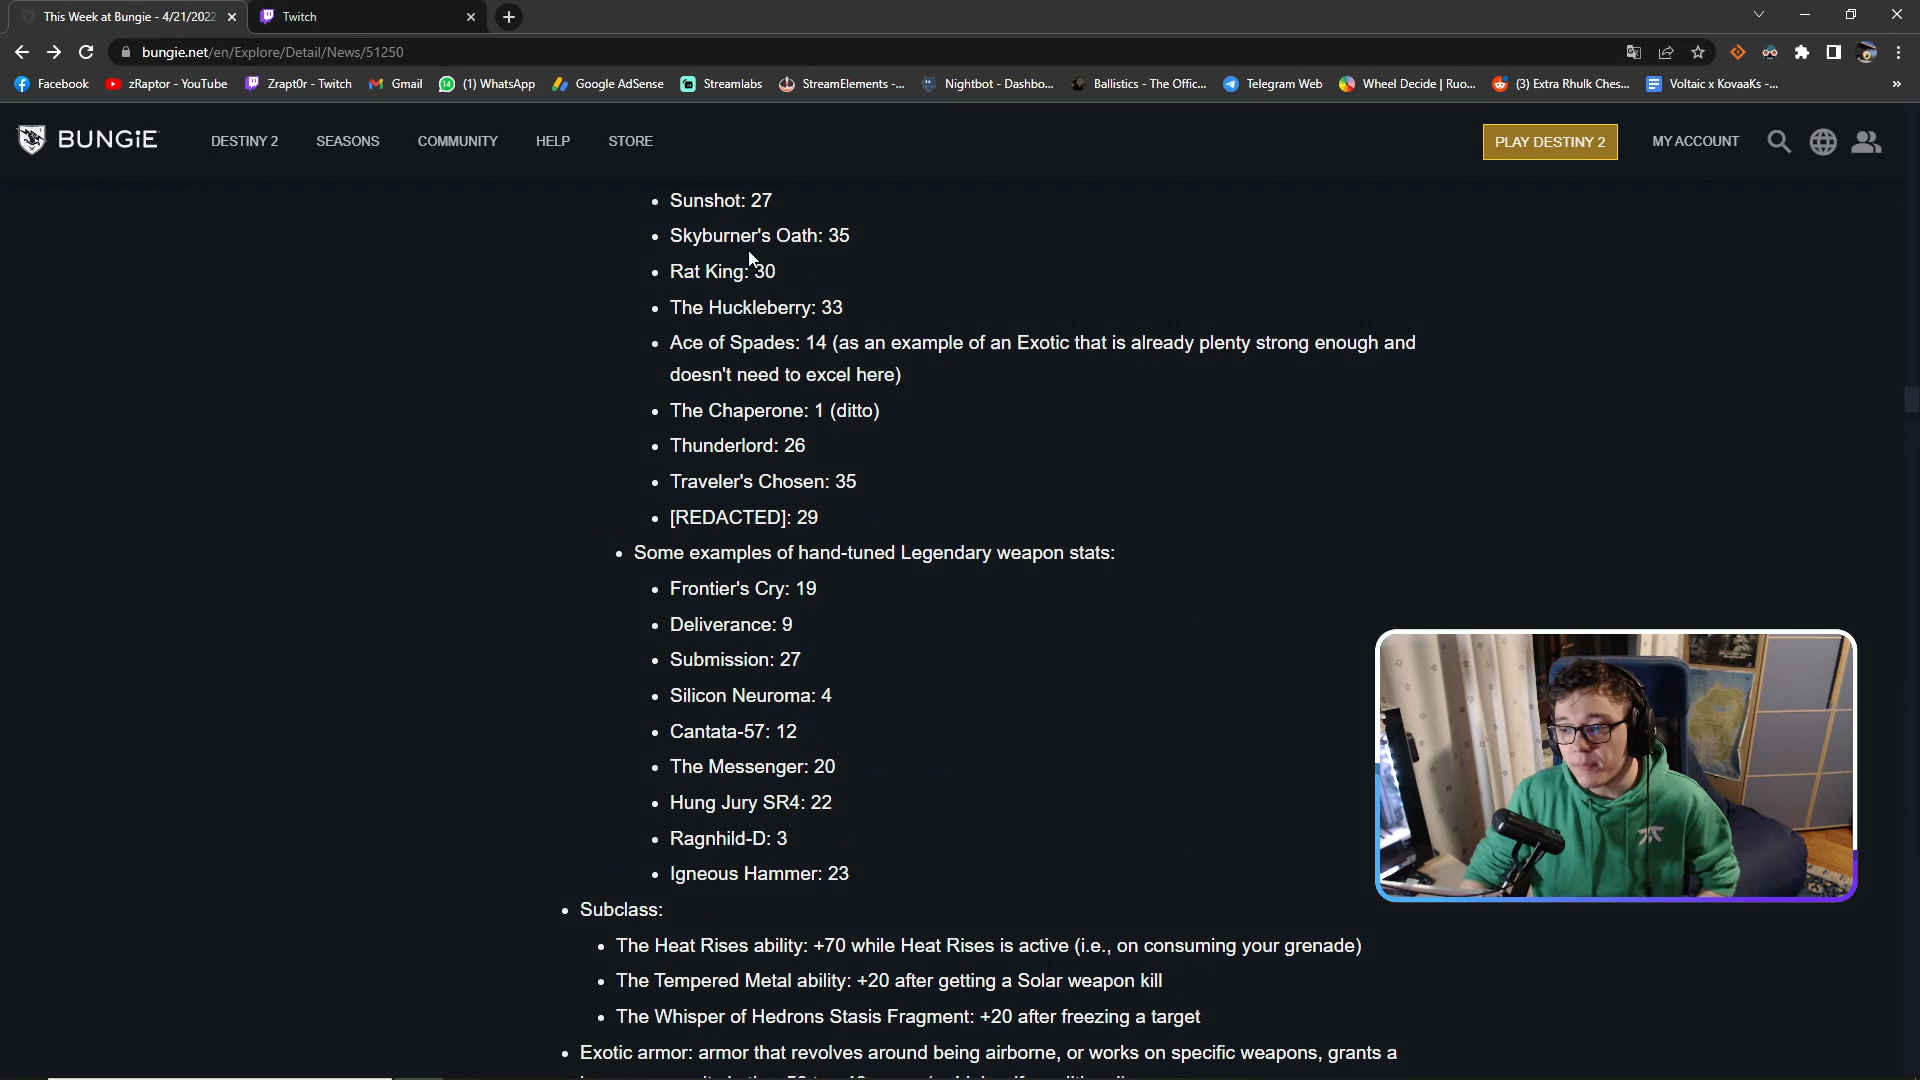 This Week at Bungie - 4/21/2022
Twitch
bungie.net/en/Explore/Detail/News/51250
Facebook
zRaptor - YouTube
Zrapt0r - Twitch
Gmail
(1) WhatsApp
Google AdSense
Streamlabs
StreamElements -...
Nightbot - Dashbo...
Ballistics - The Offic...
Telegram Web
Wheel Decide | Ruo...
(3) Extra Rhulk Ches...
Voltaic x KovaaKs -...
»
BUNGiE
DESTINY 2
SEASONS
COMMUNITY
HELP
STORE
PLAY DESTINY 2
MY ACCOUNT
• Sunshot: 27
• Skyburner's Oath: 35
• Rat King: 30
• The Huckleberry: 33
• Ace of Spades: 14 (as an example of an Exotic that is already plenty strong enough and
doesn't need to excel here)
• The Chaperone: 1 (ditto)
• Thunderlord: 26
• Traveler's Chosen: 35
• [REDACTED]: 29
• Some examples of hand-tuned Legendary weapon stats:
• Frontier's Cry: 19
• Deliverance: 9
• Submission: 27
• Silicon Neuroma: 4
• Cantata-57: 12
• The Messenger: 20
• Hung Jury SR4: 22
• Ragnhild-D: 3
• Igneous Hammer: 23
• Subclass:
• The Heat Rises ability: +70 while Heat Rises is active (i.e., on consuming your grenade)
• The Tempered Metal ability: +20 after getting a Solar weapon kill
• The Whisper of Hedrons Stasis Fragment: +20 after freezing a target
• Exotic armor: armor that revolves around being airborne, or works on specific weapons, grants a